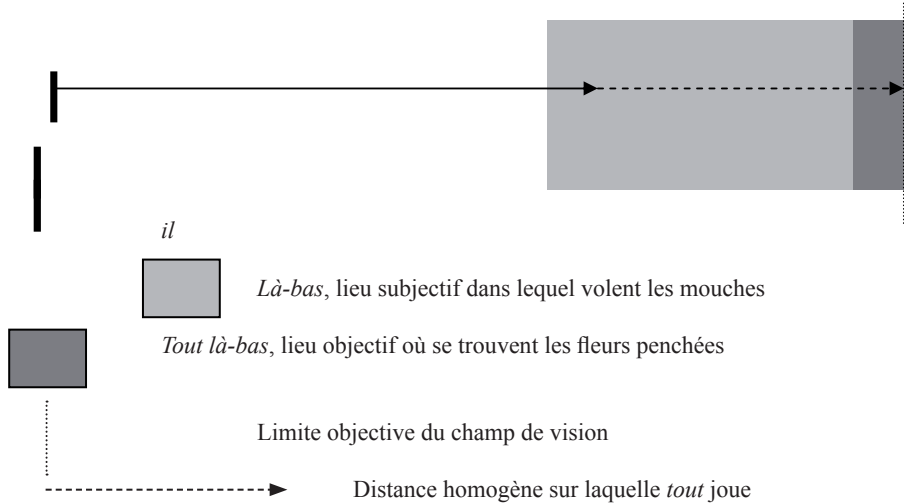 il
Là-bas, lieu subjectif dans lequel volent les mouches
Tout là-bas, lieu objectif où se trouvent les fleurs penchées
Limite objective du champ de vision
Distance homogène sur laquelle tout joue